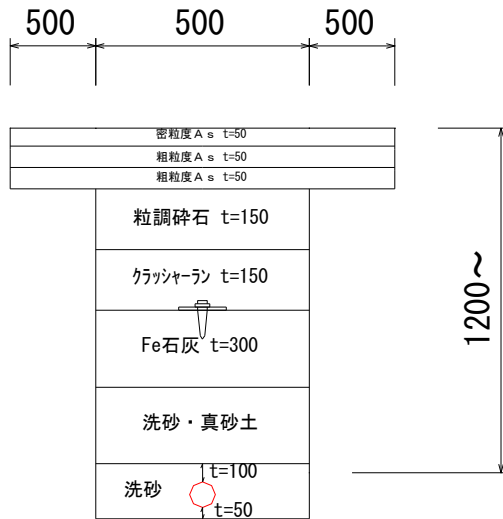 500 500 500
密粒度Ａｓ t=50
粗粒度Ａｓ t=50
粗粒度Ａｓ t=50
粒調砕石 t=150
ｸﾗｯｼｬｰﾗﾝ t=150
1200～
Fe石灰 t=300
洗砂・真砂土
t=100
洗砂
t=50